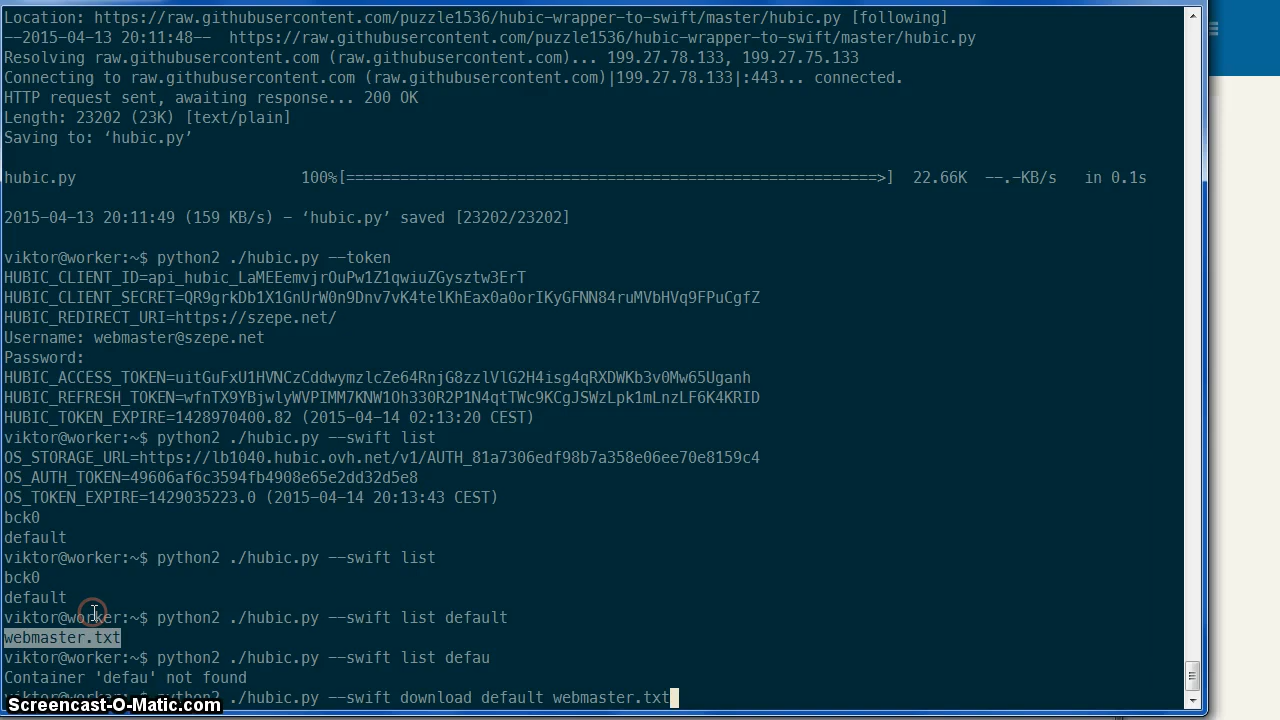 Location: https://raw.githubusercontent.com/puzzle1536/hubic-wrapper-to-swift/master/hubic.py [following]
--2015-04-13 20:11:48--  https://raw.githubusercontent.com/puzzle1536/hubic-wrapper-to-swift/master/hubic.py
Resolving raw.githubusercontent.com (raw.githubusercontent.com)... 199.27.78.133, 199.27.75.133
Connecting to raw.githubusercontent.com (raw.githubusercontent.com)|199.27.78.133|:443... connected.
HTTP request sent, awaiting response... 200 OK
Length: 23202 (23K) [text/plain]
Saving to: ‘hubic.py’
hubic.py                         100%[===========================================================>]  22.66K  --.-KB/s   in 0.1s
2015-04-13 20:11:49 (159 KB/s) - ‘hubic.py’ saved [23202/23202]
viktor@worker:~$ python2 ./hubic.py --token
HUBIC_CLIENT_ID=api_hubic_LaMEEemvjrOuPw1Z1qwiuZGysztw3ErT
HUBIC_CLIENT_SECRET=QR9grkDb1X1GnUrW0n9Dnv7vK4telKhEax0a0orIKyGFNN84ruMVbHVq9FPuCgfZ
HUBIC_REDIRECT_URI=https://szepe.net/
Username: webmaster@szepe.net
Password:
HUBIC_ACCESS_TOKEN=uitGuFxU1HVNCzCddwymzlcZe64RnjG8zzlVlG2H4isg4qRXDWKb3v0Mw65Uganh
HUBIC_REFRESH_TOKEN=wfnTX9YBjwlyWVPIMM7KNW1Oh330R2P1N4qtTWc9KCgJSWzLpk1mLnzLF6K4KRID
HUBIC_TOKEN_EXPIRE=1428970400.82 (2015-04-14 02:13:20 CEST)
viktor@worker:~$ python2 ./hubic.py --swift list
OS_STORAGE_URL=https://lb1040.hubic.ovh.net/v1/AUTH_81a7306edf98b7a358e06ee70e8159c4
OS_AUTH_TOKEN=49606af6c3594fb4908e65e2dd32d5e8
OS_TOKEN_EXPIRE=1429035223.0 (2015-04-14 20:13:43 CEST)
bck0
default
viktor@worker:~$ python2 ./hubic.py --swift list
bck0
default
viktor@worker:~$ python2 ./hubic.py --swift list default
webmaster.txt
viktor@worker:~$ python2 ./hubic.py --swift list defau
Container 'defau' not found
viktor@worker:~$ python2 ./hubic.py --swift download default webmaster.txt
Screencast-O-Matic.com